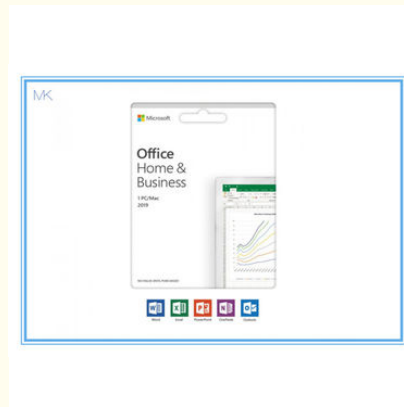 MK
Microsoft
Office
Home &
Business
1 PC/Mac
2019
Word
Excel
PowerPoint
OneNote
Outlook